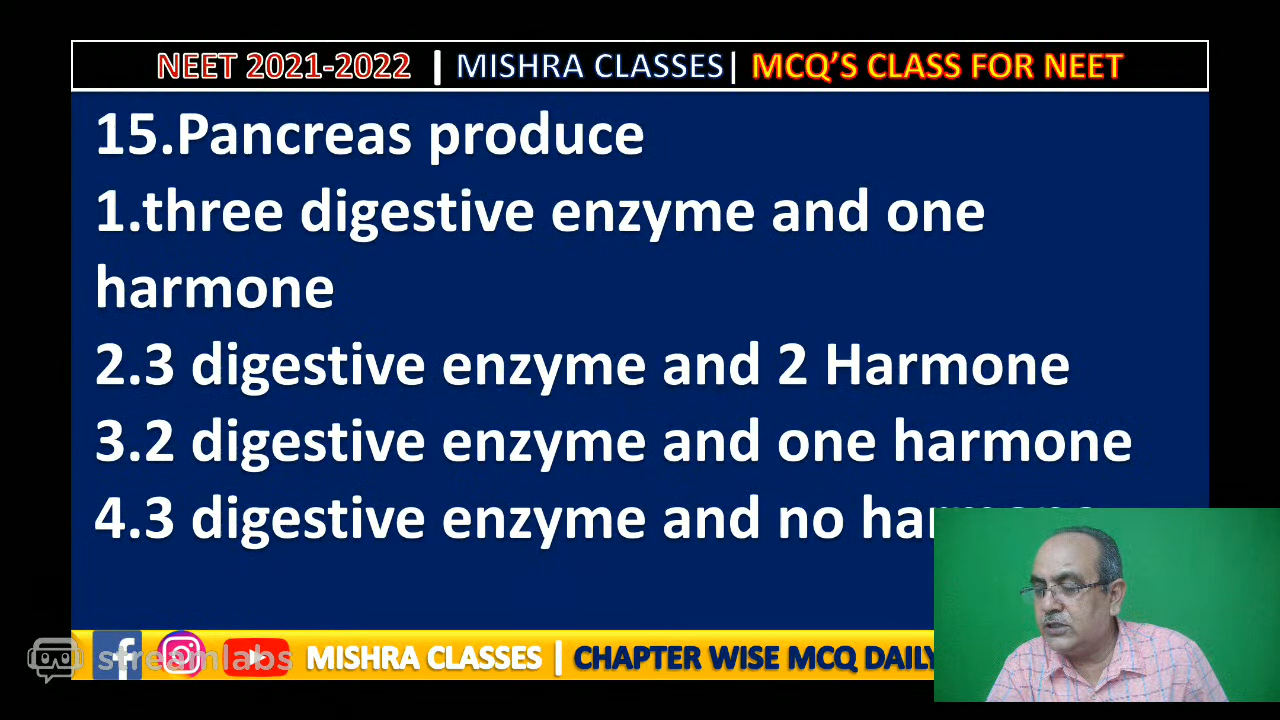 NEET 2021-2022 | MISHRA CLASSES| MCQ'S CLASS FOR NEET
15.Pancreas produce
1.three digestive enzyme and one
harmone
2.3 digestive enzyme and 2 Harmone
3.2 digestive enzyme and one harmone
4.3 digestive enzyme and no
streamlabs
MISHRA CLASSES | CHAPTER WISE MCQ DAILY